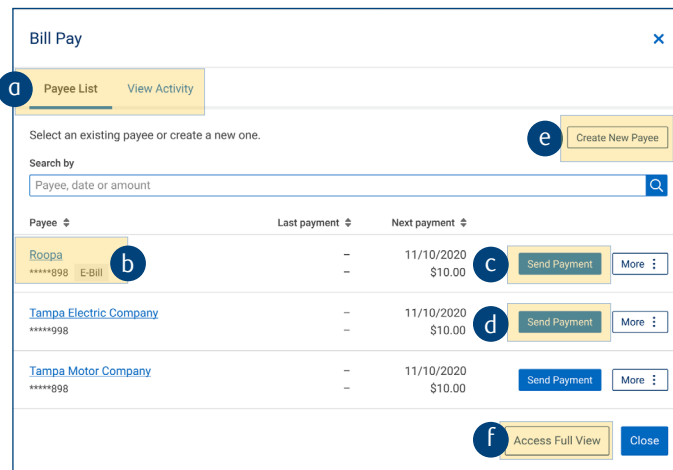 Bill Pay ×
a Payee List View Activity
Select an existing payee or create a new one. e Create New Payee
Search by
Payee, date or amount
Payee Last payment Next payment
Roopa – 11/10/2020
*****898 E-Bill b – $10.00 c Send Payment More
Tampa Electric Company – 11/10/2020
*****998 – $10.00 d Send Payment More
Tampa Motor Company – 11/10/2020
*****898 – $10.00 Send Payment More
f Access Full View Close